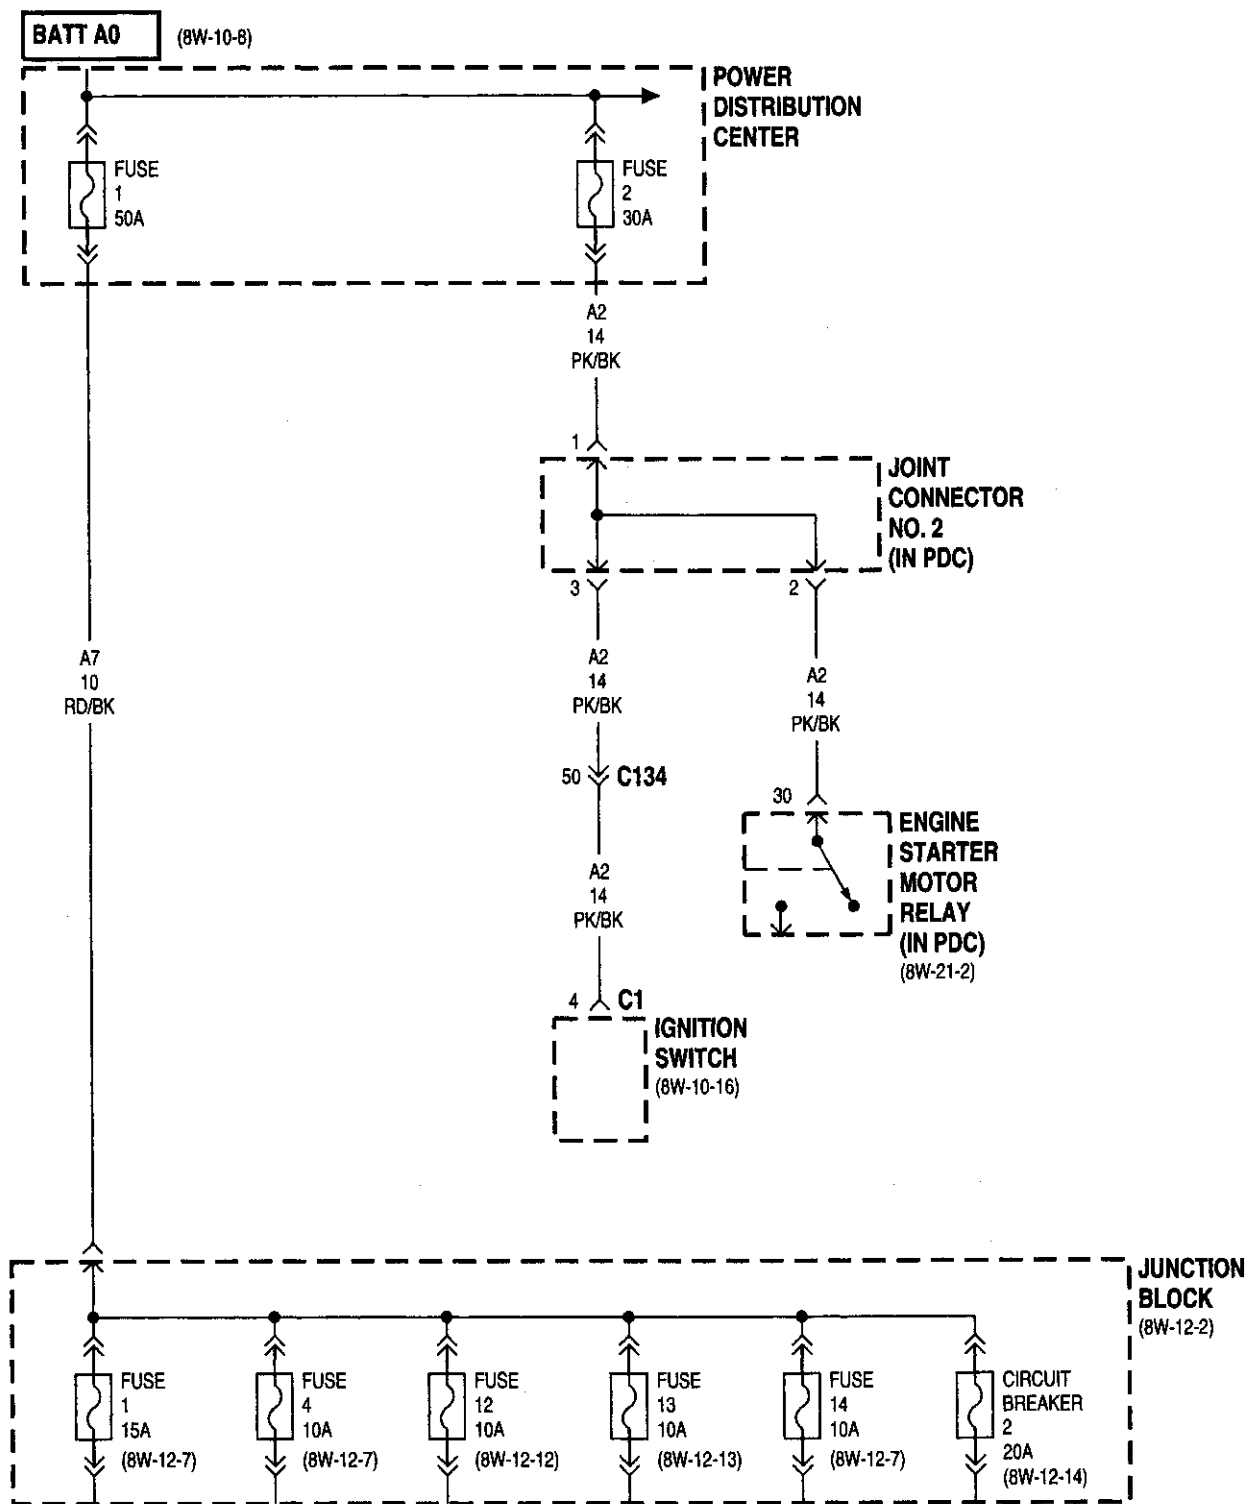 BATT A0 (8W-10-8)
POWER
DISTRIBUTION
CENTER
FUSE
1
50A
FUSE
2
30A
A2
14
PK/BK
1
JOINT
CONNECTOR
NO. 2
(IN PDC)
3
2
A7
10
RD/BK
A2
14
PK/BK
A2
14
PK/BK
50 C134
30
ENGINE
STARTER
MOTOR
RELAY
(IN PDC)
(8W-21-2)
A2
14
PK/BK
4 C1
IGNITION
SWITCH
(8W-10-16)
JUNCTION
BLOCK
(8W-12-2)
FUSE
1
15A
(8W-12-7)
FUSE
4
10A
(8W-12-7)
FUSE
12
10A
(8W-12-12)
FUSE
13
10A
(8W-12-13)
FUSE
14
10A
(8W-12-7)
CIRCUIT
BREAKER
2
20A
(8W-12-14)